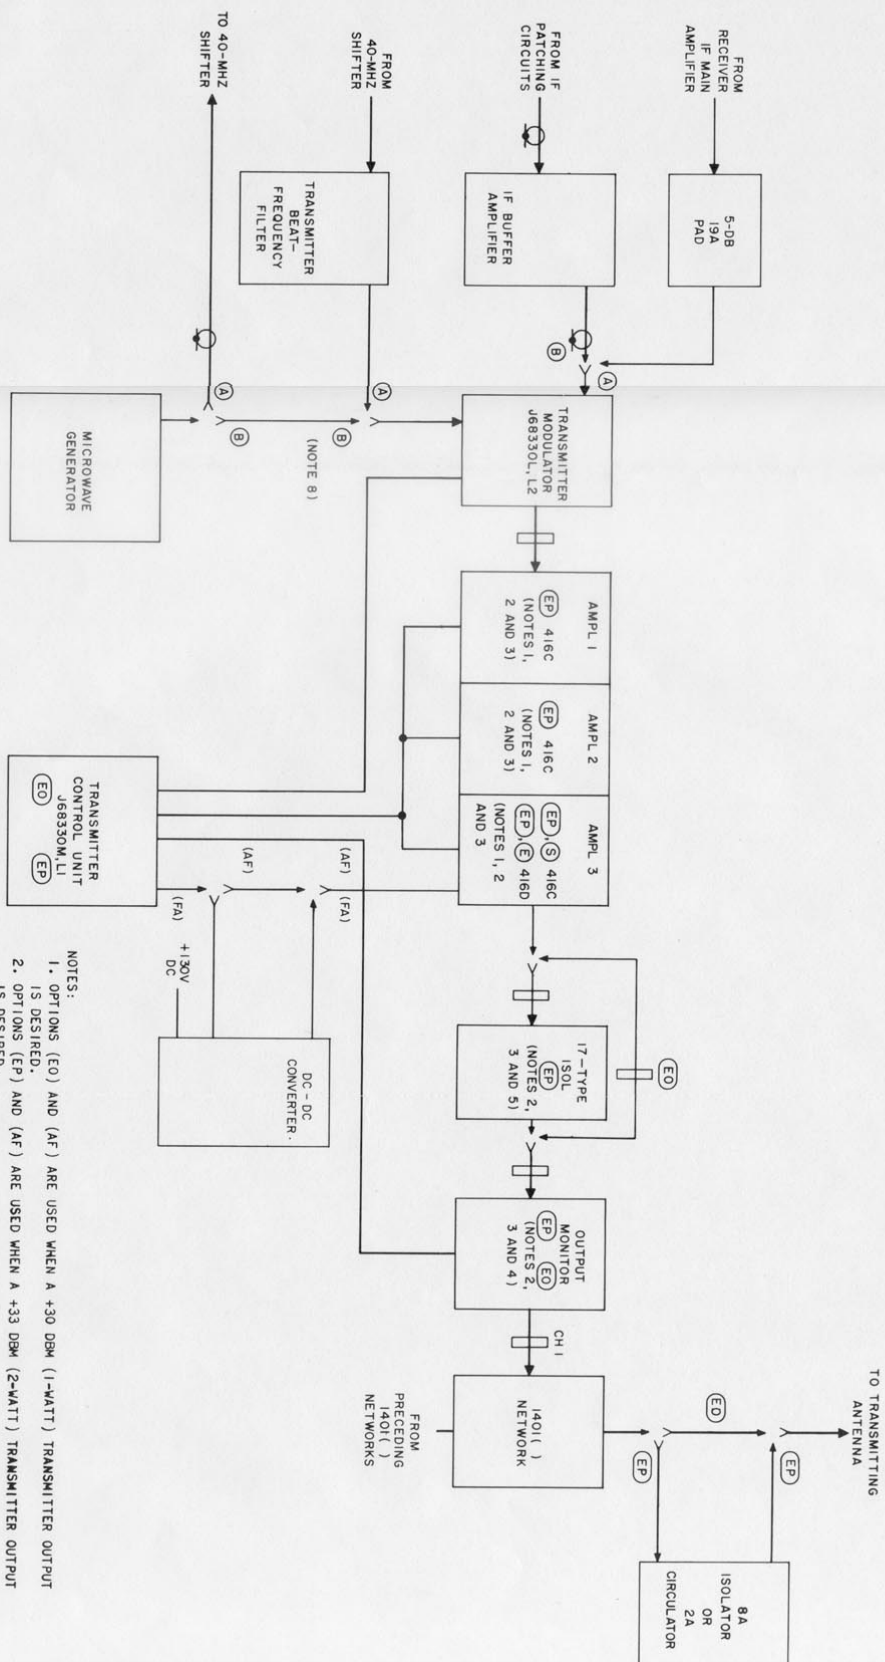 FROM
RECEIVER
IF MAIN
AMPLIFIER
5-DB
19A
PAD
FROM IF
PATCHING
CIRCUITS
IF BUFFER
AMPLIFIER
B
A
FROM
40-MHZ
SHIFTER
TRANSMITTER
BEAT-
FREQUENCY
FILTER
A
TO 40-MHZ
SHIFTER
A
B
B
(NOTE 8)
MICROWAVE
GENERATOR
TRANSMITTER
MODULATOR
J68330L, L2
AMPL 1
EP 416C
(NOTES 1,
2 AND 3)
AMPL 2
EP 416C
(NOTES 1,
2 AND 3)
AMPL 3
EP, S 416C
EP, E 416D
(NOTES 1, 2
AND 3
TRANSMITTER
CONTROL UNIT
J68330M, L1
EO EP
(FA)
(AF)
(AF)
(FA)
+130V
DC
DC-DC
CONVERTER.
EO
17-TYPE
ISOL
EP
(NOTES 2,
3 AND 5)
OUTPUT
MONITOR
EP EO
(NOTES 2,
3 AND 4)
CH 1
1401( )
NETWORK
FROM
PRECEDING
1401( )
NETWORKS
TO TRANSMITTING
ANTENNA
EO
EP
EP
8A
ISOLATOR
OR
2A
CIRCULATOR
NOTES:
1. OPTIONS (EO) AND (AF) ARE USED WHEN A +30 DBM (1-WATT) TRANSMITTER OUTPUT
IS DESIRED.
2. OPTIONS (EP) AND (AF) ARE USED WHEN A +33 DBM (2-WATT) TRANSMITTER OUTPUT
IS DESIRED